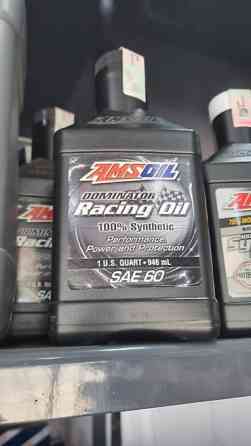 AMSOIL
DOMINATOR
Racing Oil
100% Synthetic
Performance,
Power and Protection
1 U.S. QUART • 946 mL
SAE 60